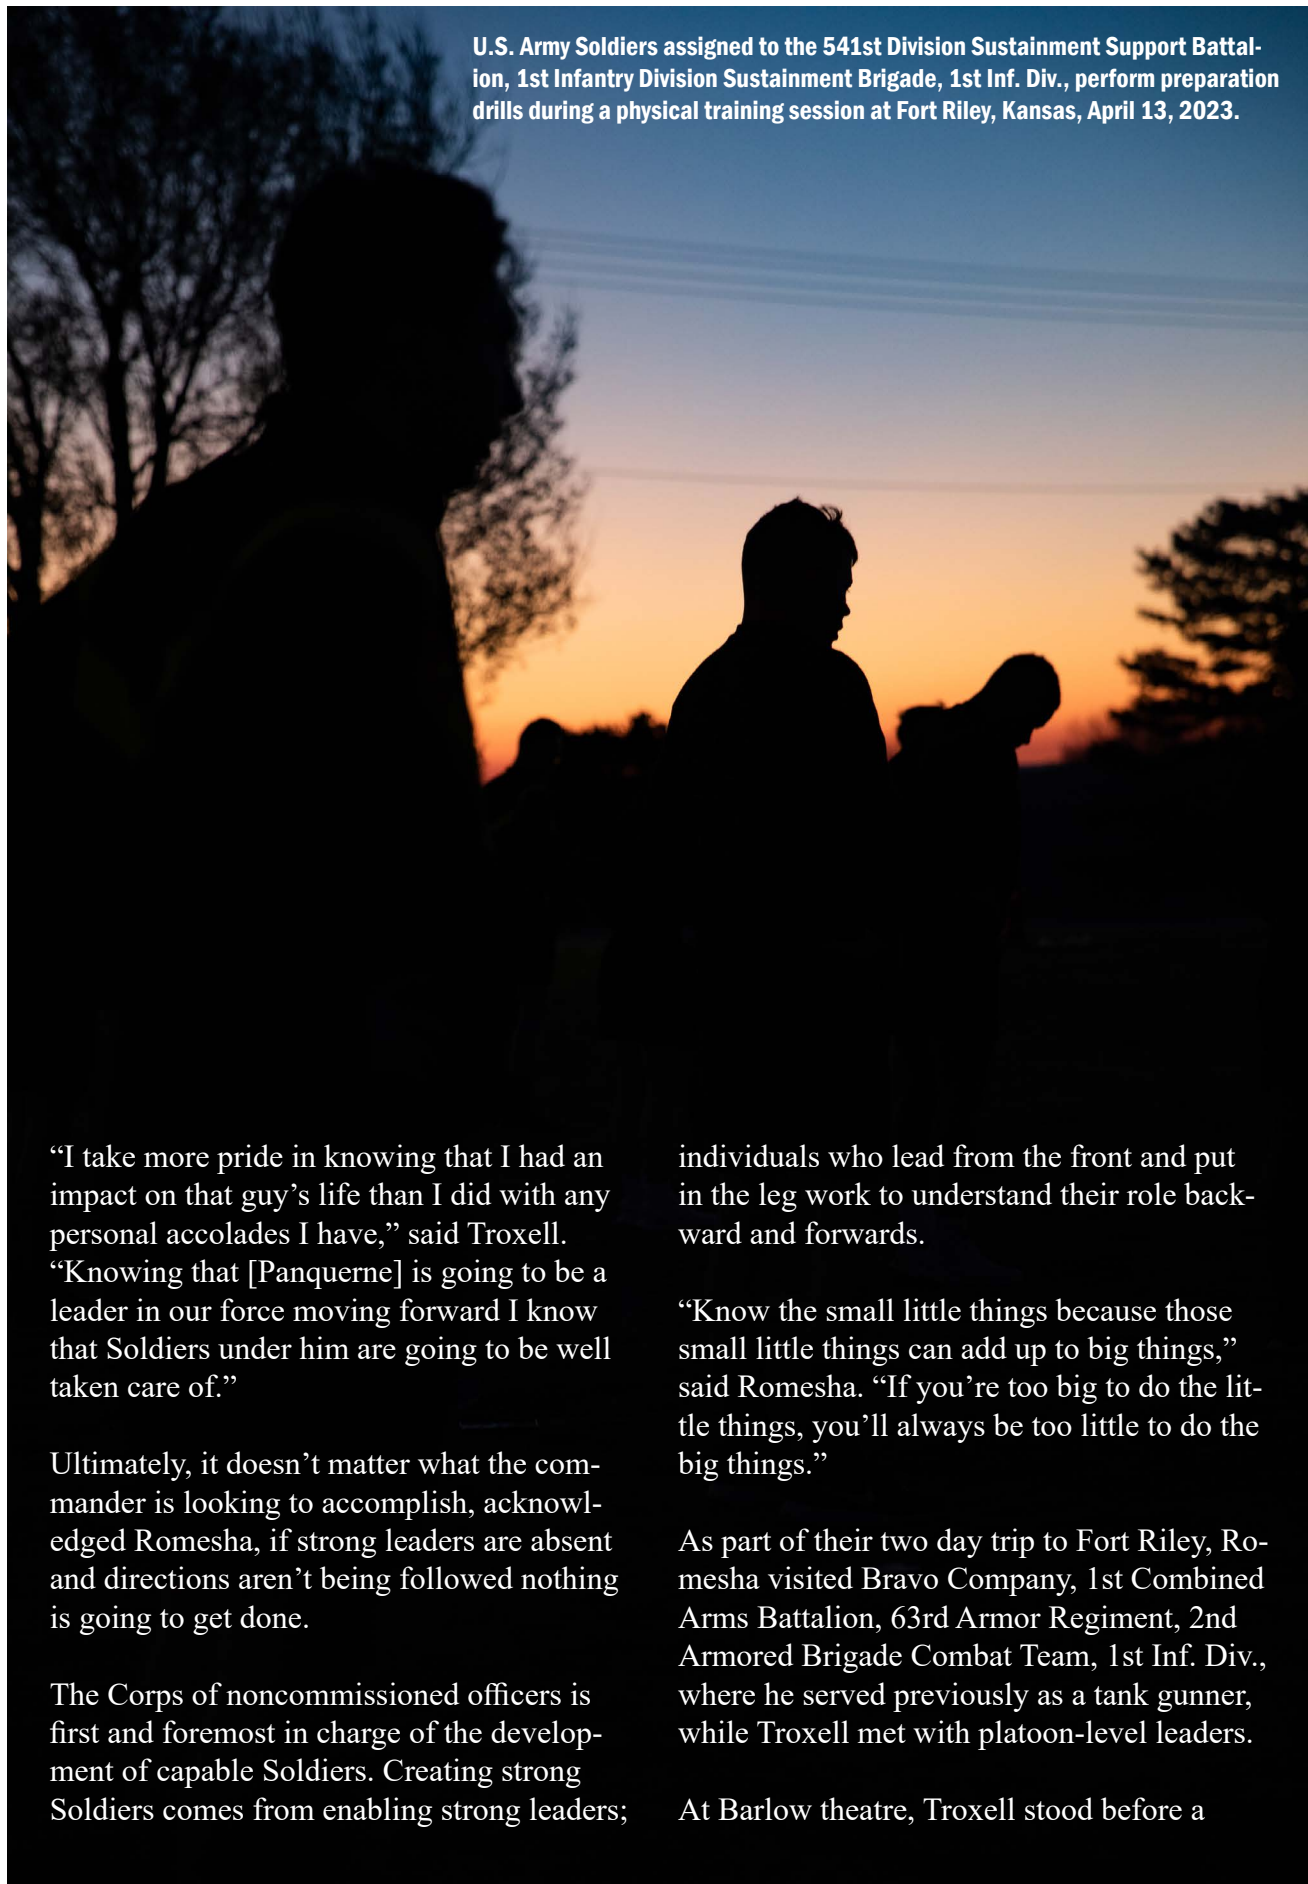 U.S. Army Soldiers assigned to the 541st Division Sustainment Support Battal-
ion, 1st Infantry Division Sustainment Brigade, 1st Inf. Div., perform preparation
drills during a physical training session at Fort Riley, Kansas, April 13, 2023.
“I take more pride in knowing that I had an
impact on that guy’s life than I did with any
personal accolades I have,” said Troxell.
“Knowing that [Panquerne] is going to be a
leader in our force moving forward I know
that Soldiers under him are going to be well
taken care of.”
Ultimately, it doesn’t matter what the com-
mander is looking to accomplish, acknowl-
edged Romesha, if strong leaders are absent
and directions aren’t being followed nothing
is going to get done.
The Corps of noncommissioned officers is
first and foremost in charge of the develop-
ment of capable Soldiers. Creating strong
Soldiers comes from enabling strong leaders;
individuals who lead from the front and put
in the leg work to understand their role back-
ward and forwards.
“Know the small little things because those
small little things can add up to big things,”
said Romesha. “If you’re too big to do the lit-
tle things, you’ll always be too little to do the
big things.”
As part of their two day trip to Fort Riley, Ro-
mesha visited Bravo Company, 1st Combined
Arms Battalion, 63rd Armor Regiment, 2nd
Armored Brigade Combat Team, 1st Inf. Div.,
where he served previously as a tank gunner,
while Troxell met with platoon-level leaders.
At Barlow theatre, Troxell stood before a